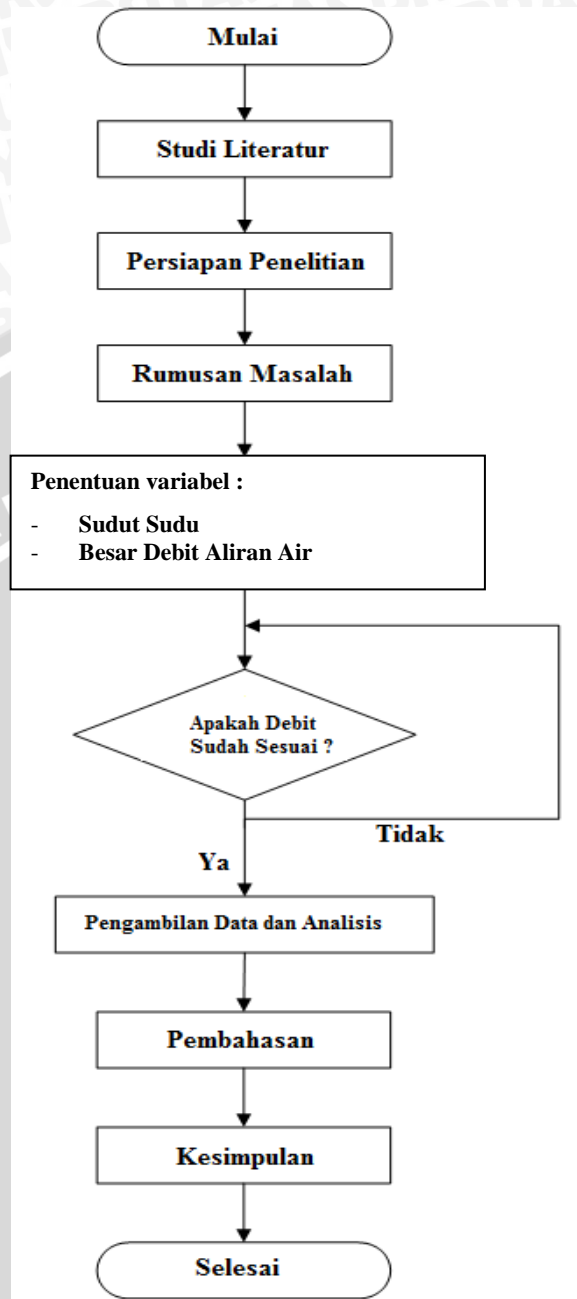 Mulai
Studi Literatur
Persiapan Penelitian
Rumusan Masalah
Penentuan variabel :
- Sudut Sudu
- Besar Debit Aliran Air
Apakah Debit
Sudah Sesuai ?
Tidak
Ya
Pengambilan Data dan Analisis
Pembahasan
Kesimpulan
Selesai